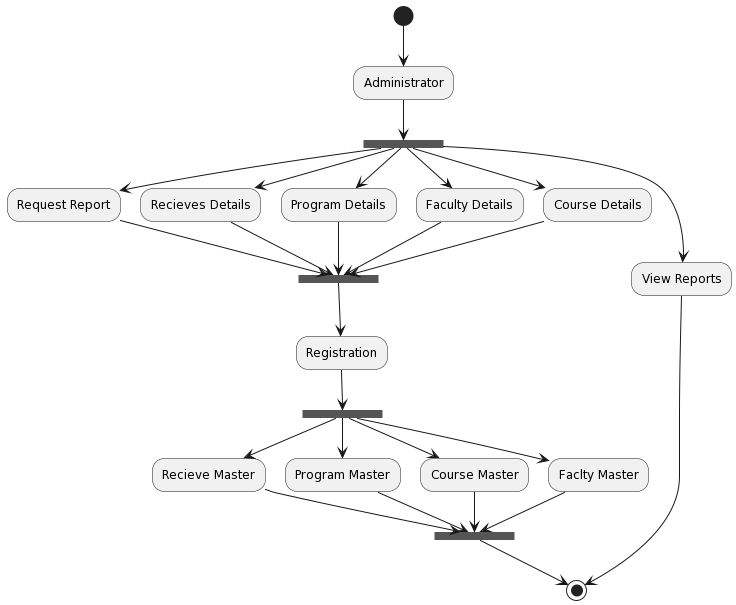 Administrator
Request Report
Recieves Details
Program Details
Faculty Details
Course Details
View Reports
Registration
Recieve Master
Program Master
Course Master
Faclty Master